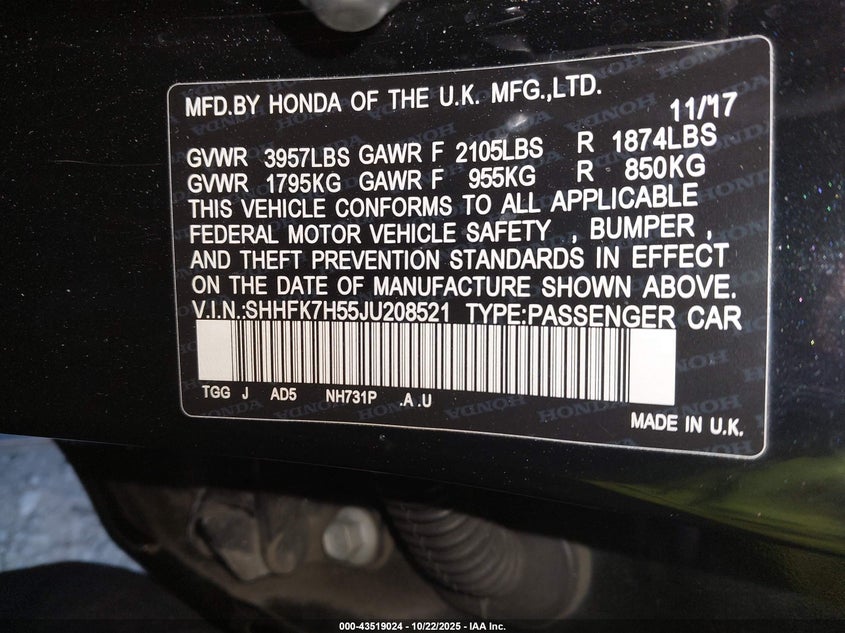 MFD.BY HONDA OF THE U.K. MFG.,LTD.
11/'17
GVWR 3957LBS GAWR F 2105LBS R 1874LBS
GVWR 1795KG GAWR F 955KG R 850KG
THIS VEHICLE CONFORMS TO ALL APPLICABLE
FEDERAL MOTOR VEHICLE SAFETY , BUMPER ,
AND THEFT PREVENTION STANDARDS IN EFFECT
ON THE DATE OF MANUFACTURE SHOWN ABOVE.
V.I.N.:SHHFK7H55JU208521 TYPE:PASSENGER CAR
TGG J AD5 NH731P .A .U
MADE IN U.K.
000-43519024 - 10/22/2025 - IAA Inc.